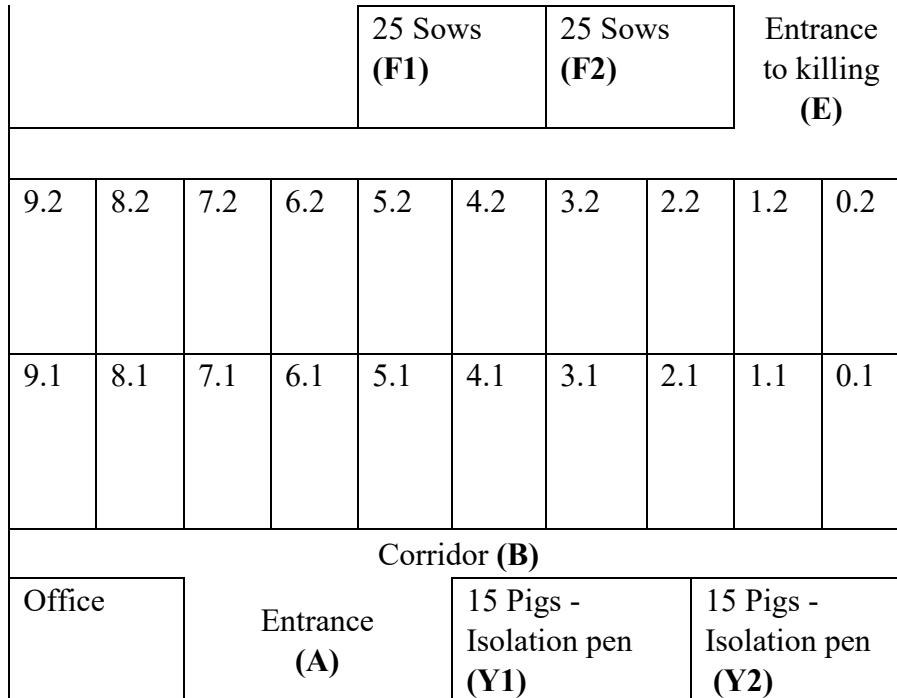 25 Sows
(F1)
25 Sows
(F2)
Entrance
to killing
(E)
9.2 8.2 7.2 6.2 5.2 4.2 3.2 2.2 1.2 0.2
9.1 8.1 7.1 6.1 5.1 4.1 3.1 2.1 1.1 0.1
Corridor (B)
Office
Entrance
(A)
15 Pigs -
Isolation pen
(Y1)
15 Pigs -
Isolation pen
(Y2)